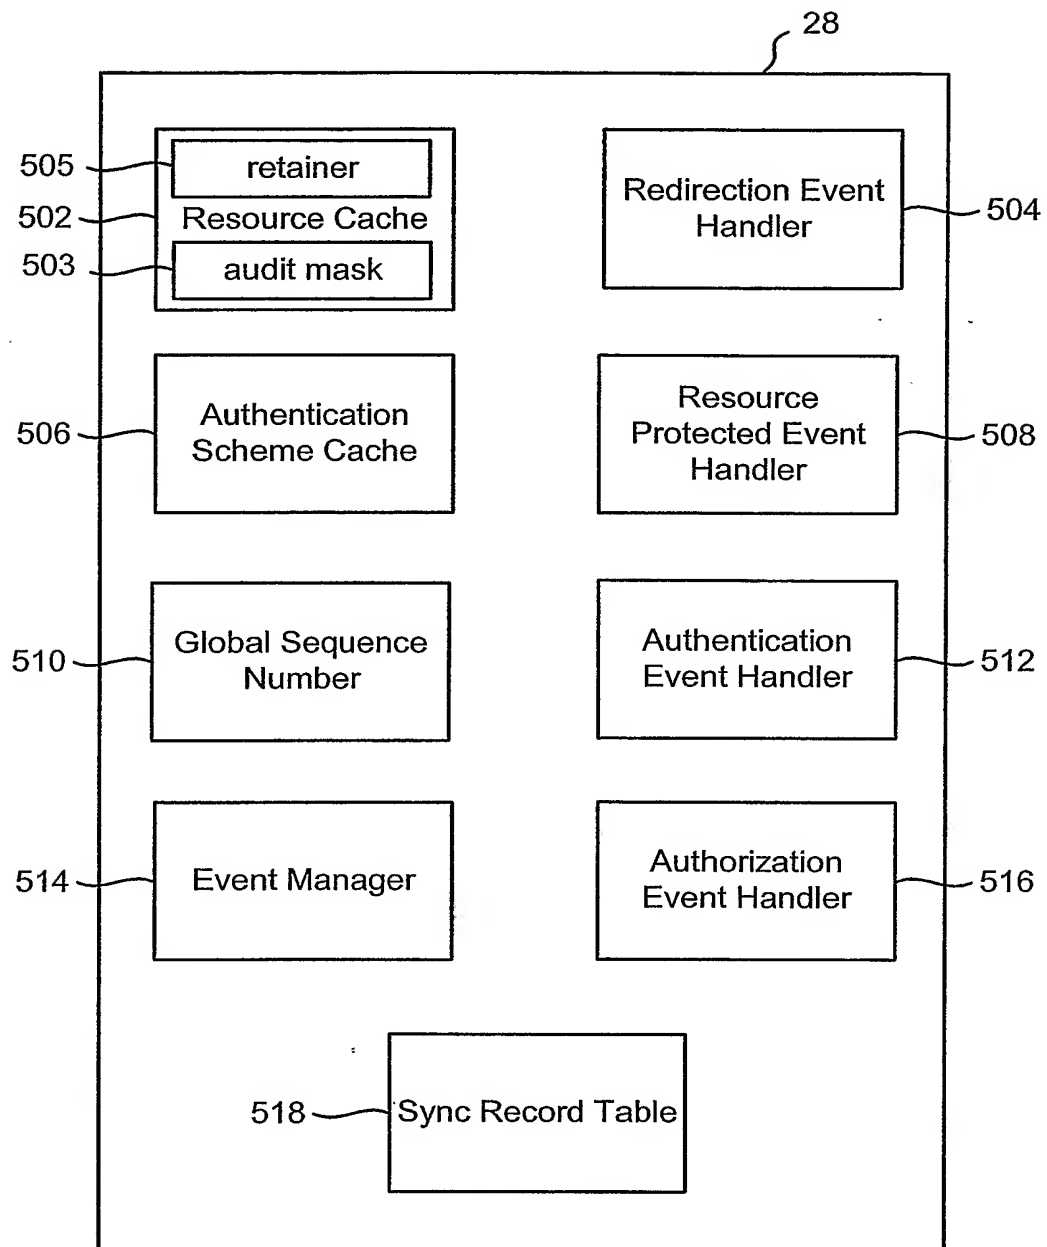 28
505
retainer
502
Resource Cache
503
audit mask
Redirection Event
Handler
504
506
Authentication
Scheme Cache
Resource
Protected Event
Handler
508
510
Global Sequence
Number
Authentication
Event Handler
512
514
Event Manager
Authorization
Event Handler
516
518
Sync Record Table